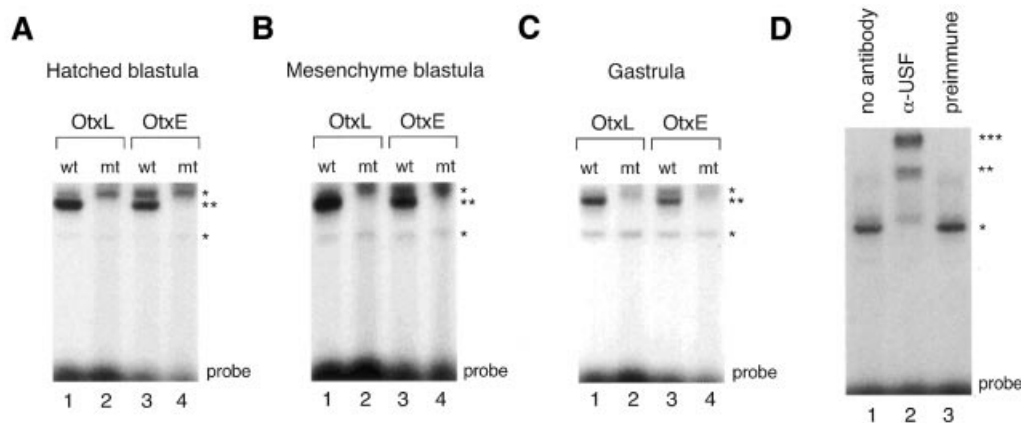 A
Hatched blastula
OtxL OtxE
wt mt wt mt
*
**
*
probe
1 2 3 4
B
Mesenchyme blastula
OtxL OtxE
wt mt wt mt
*
**
*
probe
1 2 3 4
C
Gastrula
OtxL OtxE
wt mt wt mt
*
**
*
probe
1 2 3 4
D
no antibody
α-USF
preimmune
***
**
*
probe
1 2 3